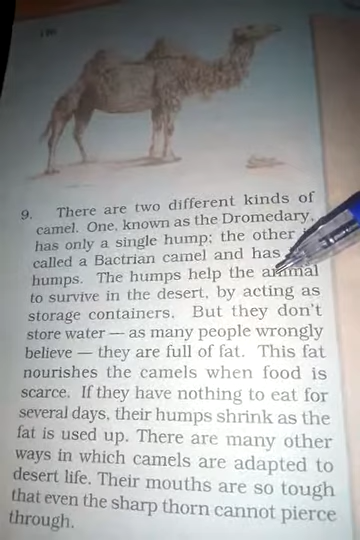 9. There are two different kinds of
camel. One, known as the Dromedary,
has only a single hump; the other
called a Bactrian camel and has
humps. The humps help the animal
to survive in the desert, by acting as
storage containers. But they don't
store water — as many people wrongly
believe — they are full of fat. This fat
nourishes the camels when food is
scarce. If they have nothing to eat for
several days, their humps shrink as the
fat is used up. There are many other
ways in which camels are adapted to
desert life. Their mouths are so tough
that even the sharp thorn cannot pierce
through.